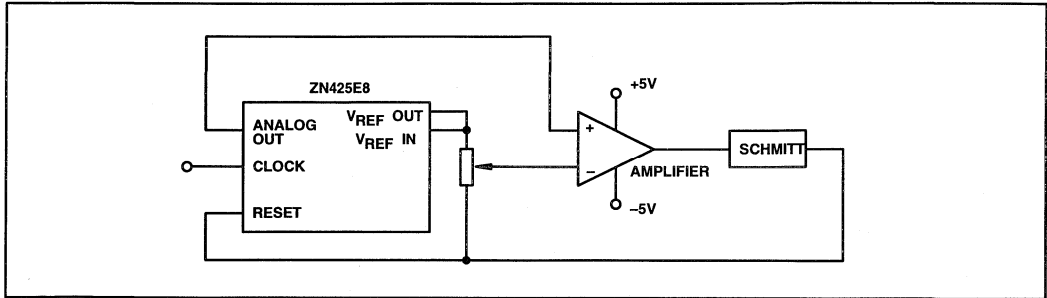 ZN425E8
ANALOG OUT
CLOCK
RESET
VREF OUT
VREF IN
+
–
+5V
–5V
AMPLIFIER
SCHMITT